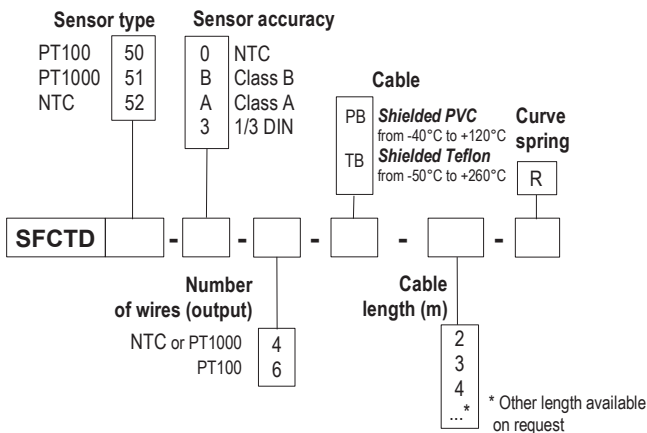 Sensor type Sensor accuracy
PT100 50 0 NTC
PT1000 51 B Class B
NTC 52 A Class A
3 1/3 DIN
Cable
PB Shielded PVC
from -40°C to +120°C
TB Shielded Teflon
from -50°C to +260°C
Curve
spring
R
SFCTD - - - - -
Number
of wires (output)
NTC or PT1000 4
PT100 6
Cable
length (m)
2
3
4
...*
* Other length available
on request